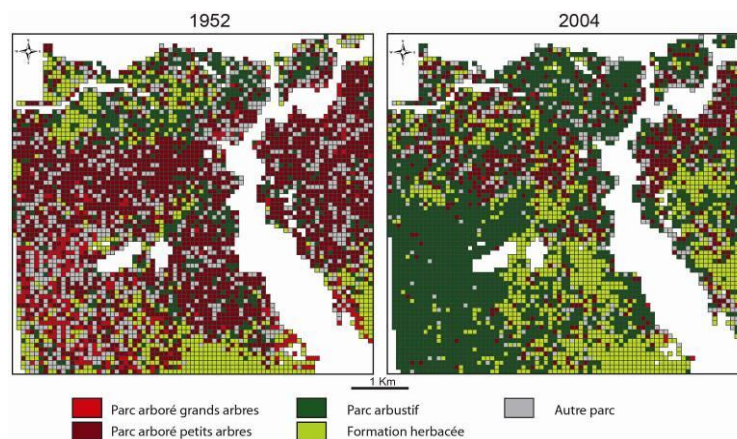 1952
2004
1 Km
Parc arboré grands arbres
Parc arbustif
Autre parc
Parc arboré petits arbres
Formation herbacée